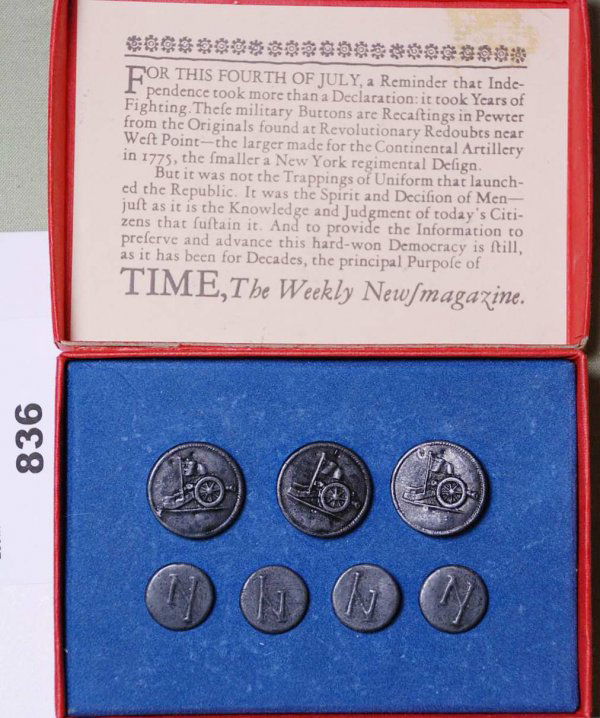 FOR THIS FOURTH OF JULY, a Reminder that Inde-
pendence took more than a Declaration: it took Years of
Fighting. Theſe military Buttons are Recaſtings in Pewter
from the Originals found at Revolutionary Redoubts near
Weſt Point—the larger made for the Continental Artillery
in 1775, the ſmaller a New York regimental Deſign.
But it was not the Trappings of Uniform that launch-
ed the Republic. It was the Spirit and Deciſion of Men—
juſt as it is the Knowledge and Judgment of today's Citi-
zens that ſuſtain it. And to provide the Information to
preſerve and advance this hard-won Democracy is ſtill,
as it has been for Decades, the principal Purpoſe of
TIME, The Weekly Newſmagazine.
836
NY
NY
NY
NY